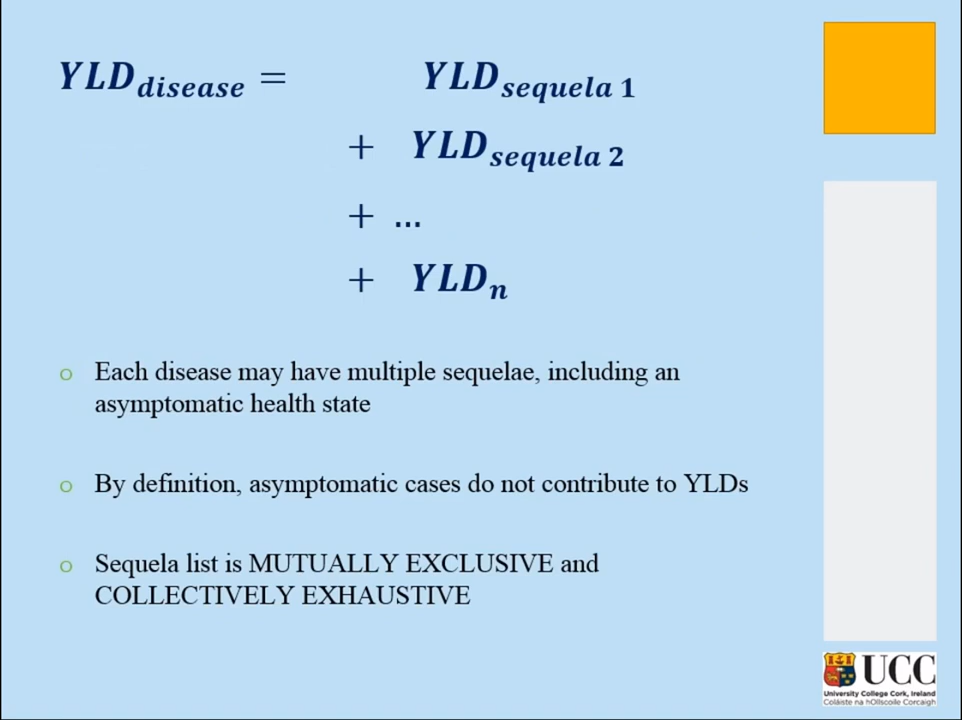 YLD_disease = YLD_sequela 1
+ YLD_sequela 2
+ ...
+ YLD_n
o Each disease may have multiple sequelae, including an
asymptomatic health state
o By definition, asymptomatic cases do not contribute to YLDs
o Sequela list is MUTUALLY EXCLUSIVE and
COLLECTIVELY EXHAUSTIVE
UCC
University College Cork, Ireland
Coláiste na hOllscoile Corcaigh